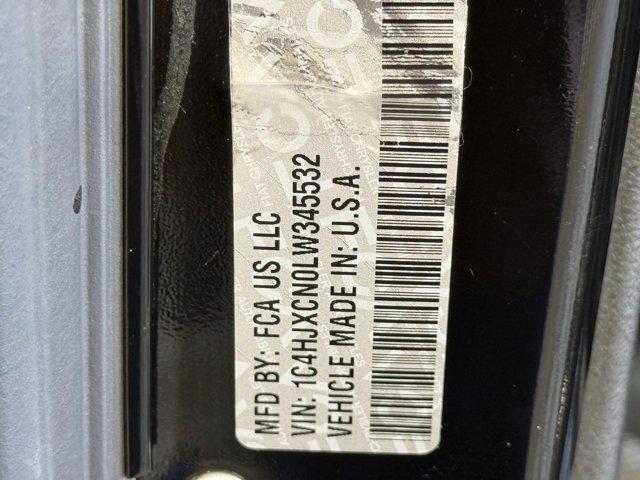 MFD BY: FCA US LLC
VIN: 1C4HJXCN0LW345532
VEHICLE MADE IN: U.S.A.